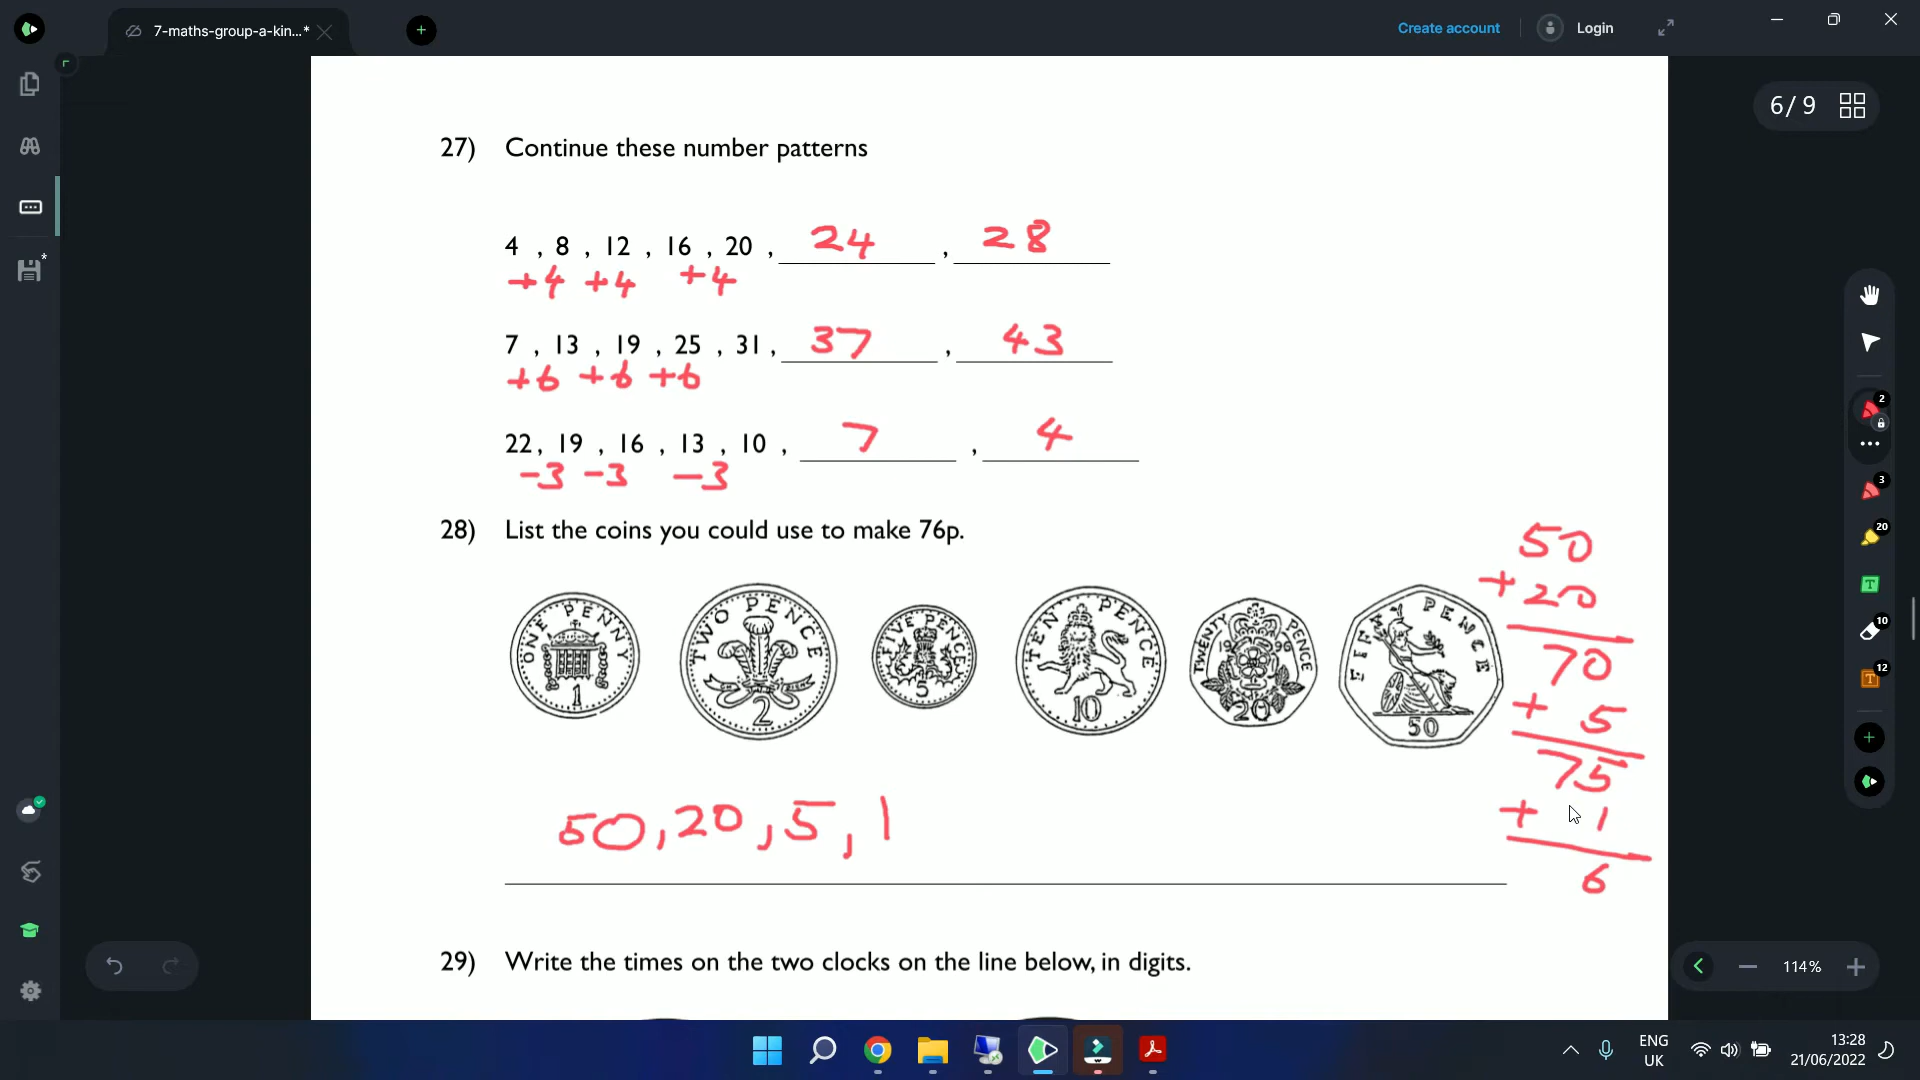 7-maths-group-a-kin...*
Create account
Login
6/ 9
27) Continue these number patterns
4 , 8 , 12 , 16 , 20 , 24 , 28
+4 +4 +4
7 , 13 , 19 , 25 , 31 , 37 , 43
+6 +6 +6
22 , 19 , 16 , 13 , 10 , 7 , 4
-3 -3 -3
28) List the coins you could use to make 76p.
ONE PENNY 1
TWO PENCE 2
FIVE PENCE 5
TEN PENCE 10
TWENTY PENCE 1996 20
PENCE 50
50
+20
70
+ 5
75
+ 1
6
50, 20, 5, 1
29) Write the times on the two clocks on the line below, in digits.
2
3
20
T
10
T 12
114%
ENG
UK
13:28
21/06/2022